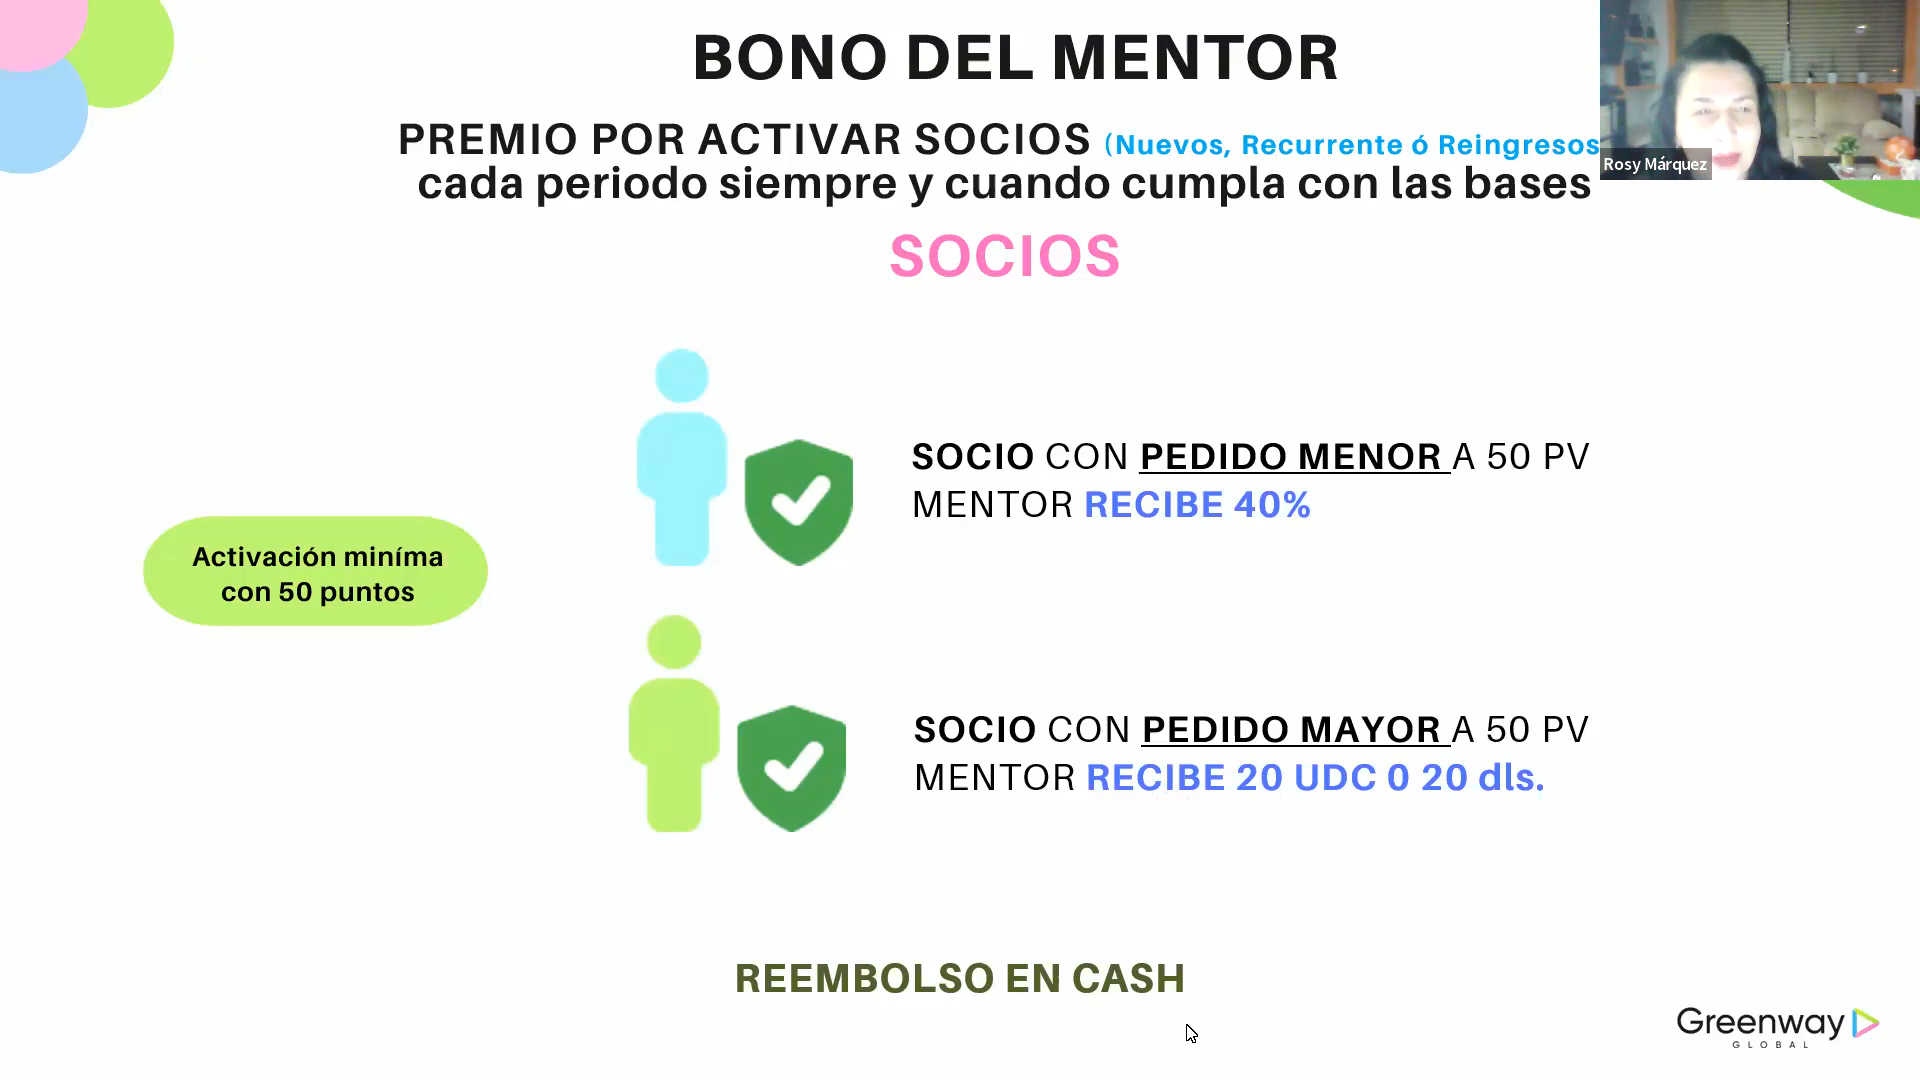 BONO DEL MENTOR
PREMIO POR ACTIVAR SOCIOS (Nuevos, Recurrente ó Reingresos
Rosy Márquez
cada periodo siempre y cuando cumpla con las bases
SOCIOS
SOCIO CON PEDIDO MENOR A 50 PV
MENTOR RECIBE 40%
Activación miníma
con 50 puntos
SOCIO CON PEDIDO MAYOR A 50 PV
MENTOR RECIBE 20 UDC 0 20 dls.
REEMBOLSO EN CASH
Greenway
GLOBAL